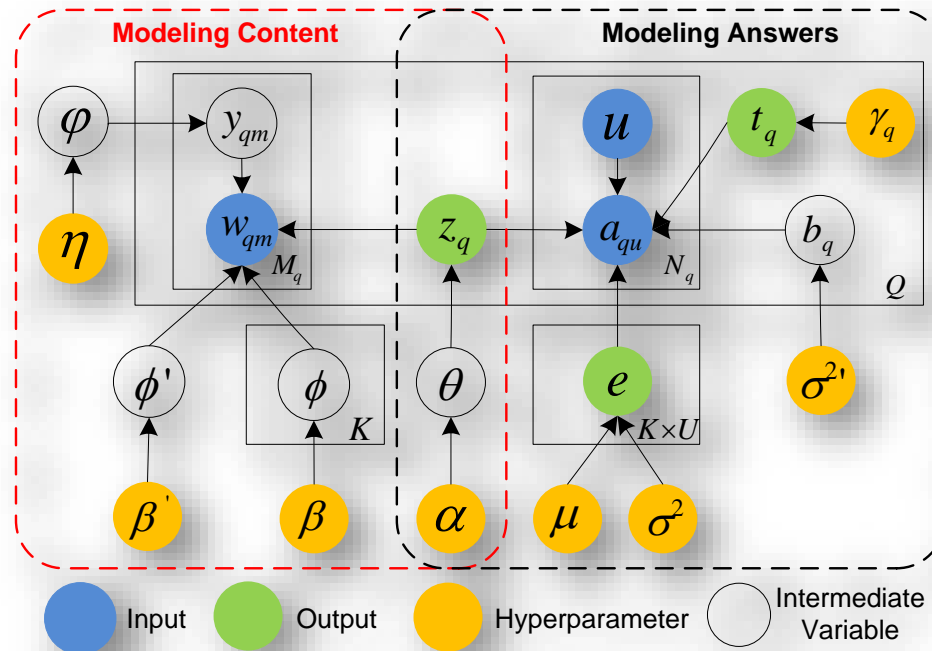 Modeling Content
Modeling Answers
φ
y_qm
u
t_q
γ_q
η
w_qm
z_q
a_qu
b_q
M_q
N_q
Q
ϕ'
ϕ
θ
e
σ²'
K
K×U
β'
β
α
μ
σ²
Input
Output
Hyperparameter
Intermediate
Variable